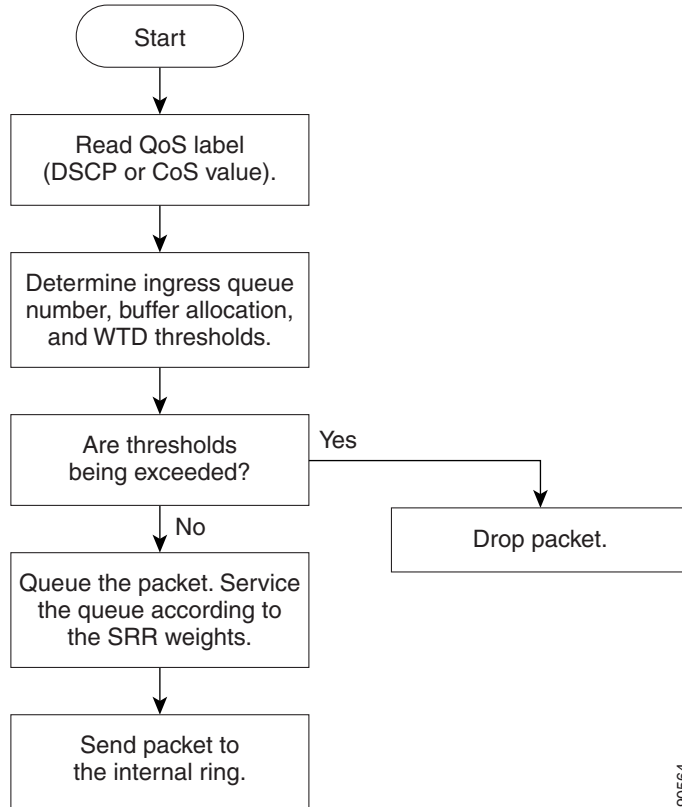 Start
Read QoS label
(DSCP or CoS value).
Determine ingress queue
number, buffer allocation,
and WTD thresholds.
Are thresholds
being exceeded?
Yes
No
Drop packet.
Queue the packet. Service
the queue according to
the SRR weights.
Send packet to
the internal ring.
90564